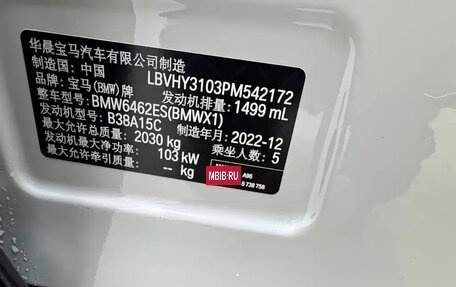 华晨宝马汽车有限公司制造
制造国：中国 LBVHY3103PM542172
品牌：宝马(BMW)牌 发动机排量：1499 mL
整车型号：BMW6462ES(BMWX1)
发动机型号：B38A15C 制造年月：2022-12
最大允许总质量：2030 kg 乘坐人数：5
发动机最大净功率：103 kW
最大允许牵引质量：-- kg
MBIB.RU
A96
8 738 756